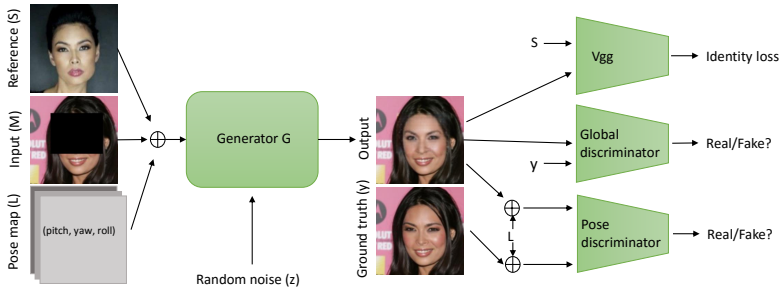 Reference (S)
Input (M)
Pose map (L)
(pitch, yaw, roll)
Generator G
Random noise (z)
Output
Ground truth (y)
S
Vgg
Identity loss
Global
discriminator
y
Real/Fake?
L
Pose
discriminator
Real/Fake?